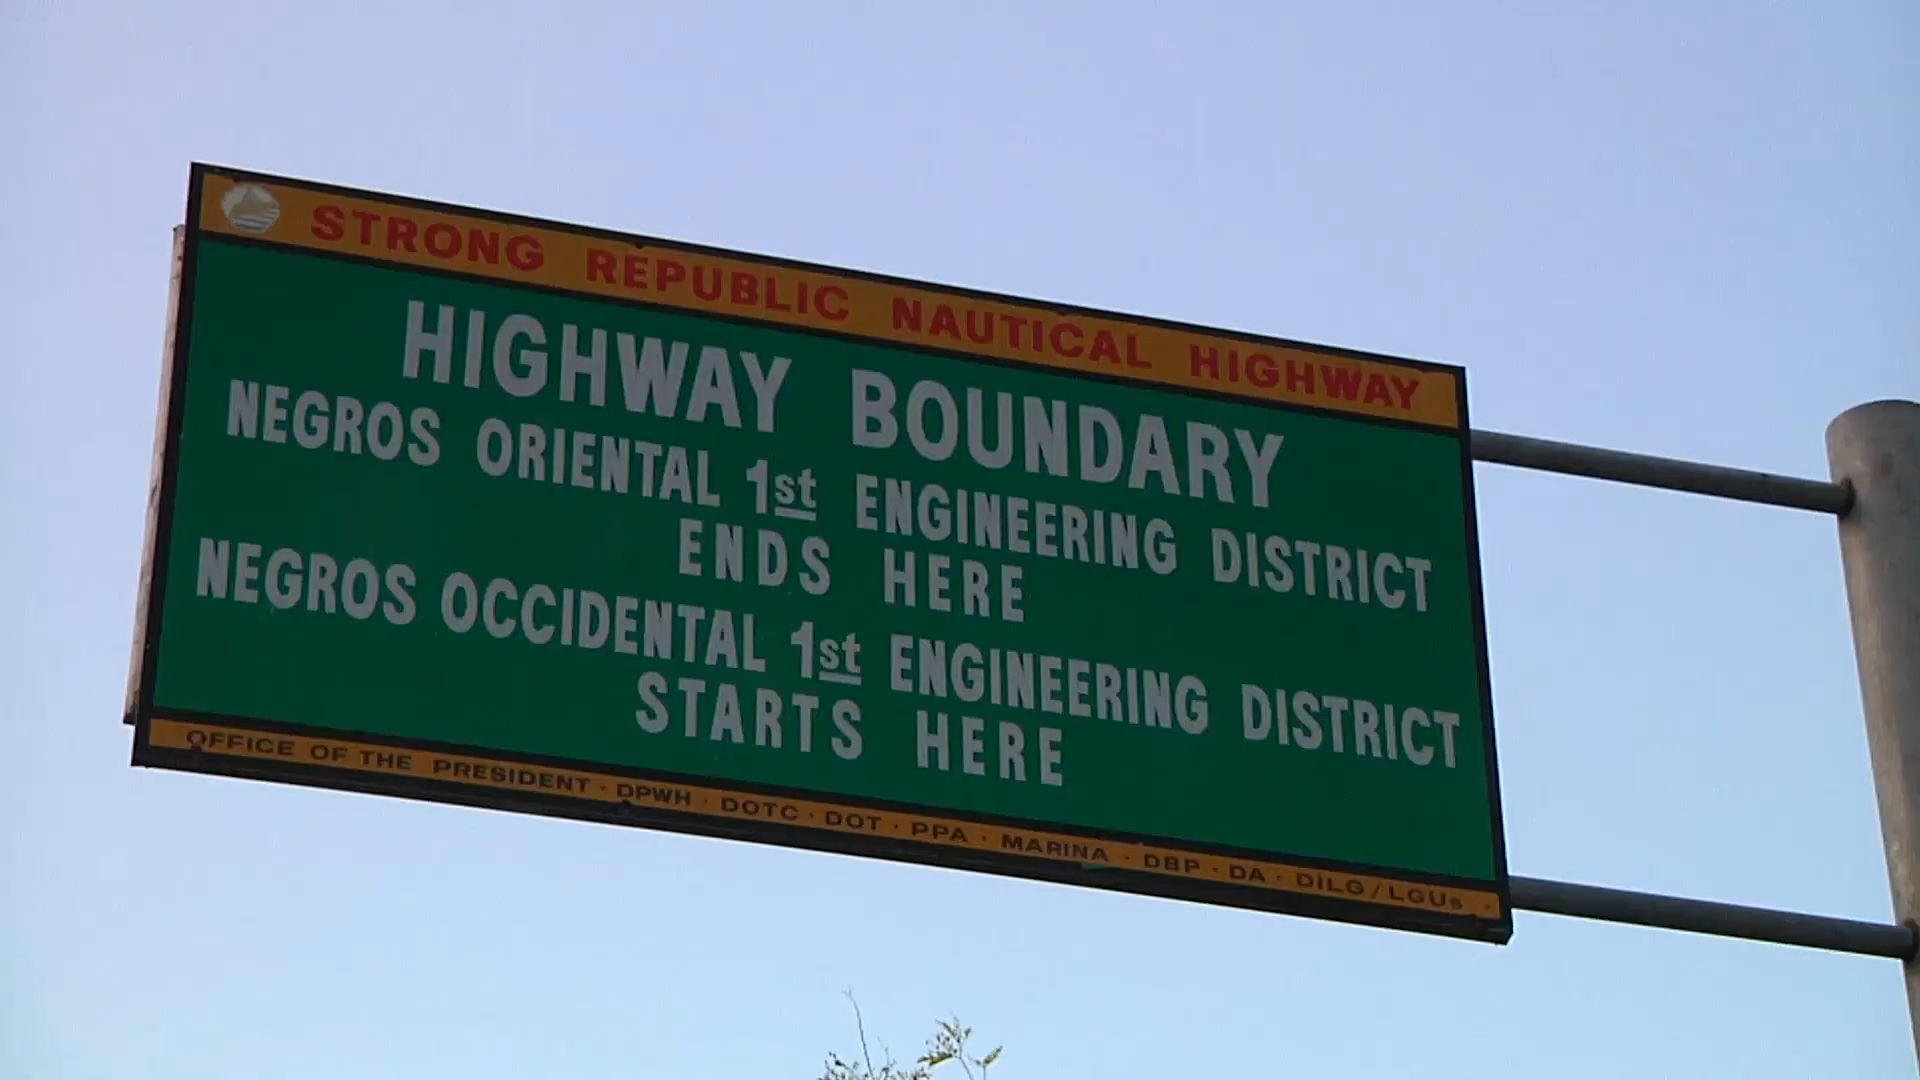 STRONG REPUBLIC NAUTICAL HIGHWAY
HIGHWAY BOUNDARY
NEGROS ORIENTAL 1st ENGINEERING DISTRICT
ENDS HERE
NEGROS OCCIDENTAL 1st ENGINEERING DISTRICT
STARTS HERE
OFFICE OF THE PRESIDENT · DPWH · DOTC · DOT · PPA · MARINA · DBP · DA · DILG/LGUs ·